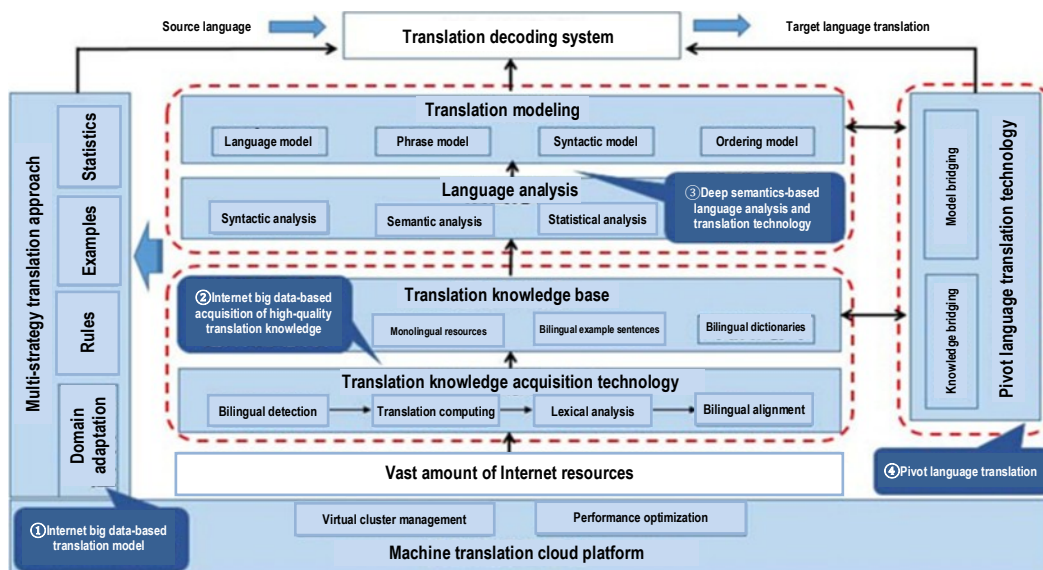 Source language
Translation decoding system
Target language translation
Multi-strategy translation approach
Statistics
Examples
Rules
Domain
adaptation
Translation modeling
Language model
Phrase model
Syntactic model
Ordering model
Language analysis
Syntactic analysis
Semantic analysis
Statistical analysis
③Deep semantics-based
language analysis and
translation technology
②Internet big data-based
acquisition of high-quality
translation knowledge
Translation knowledge base
Monolingual resources
Bilingual example sentences
Bilingual dictionaries
Translation knowledge acquisition technology
Bilingual detection
Translation computing
Lexical analysis
Bilingual alignment
Vast amount of Internet resources
Pivot language translation technology
Model bridging
Knowledge bridging
④Pivot language translation
①Internet big data-based
translation model
Virtual cluster management
Performance optimization
Machine translation cloud platform